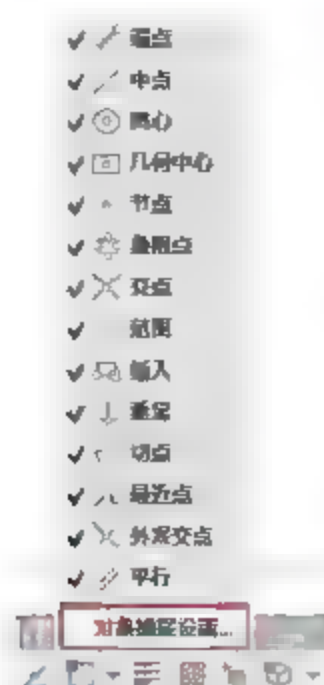 端点
中点
圆心
几何中心
节点
象限点
交点
范围
插入
垂足
切点
最近点
外观交点
平行
对象捕捉设置...